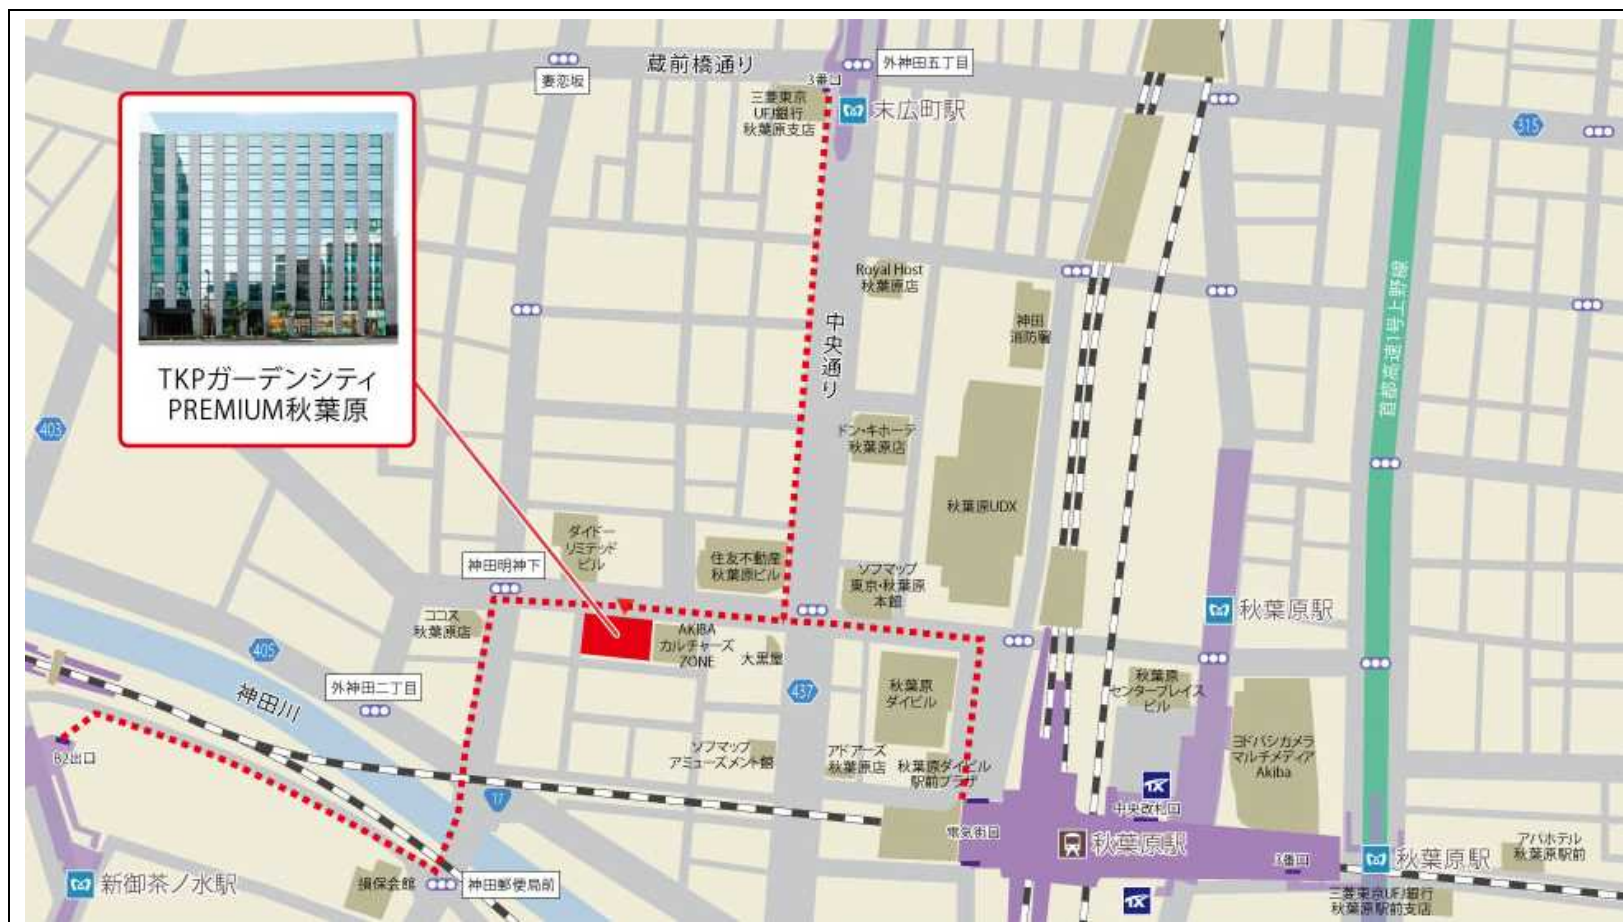 蔵前橋通り
外神田五丁目
妻恋坂
3番口
三菱東京
UFJ銀行
秋葉原支店
末広町駅
315
TKPガーデンシティ
PREMIUM秋葉原
Royal Host
秋葉原店
神田
消防署
中央通り
首都高速1号上野線
403
ドン・キホーテ
秋葉原店
秋葉原UDX
ダイドー
リミテッド
ビル
住友不動産
秋葉原ビル
ソフマップ
東京・秋葉原
本館
神田明神下
秋葉原駅
ココス
秋葉原店
AKIBA
カルチャーズ
ZONE
大黒屋
405
外神田二丁目
神田川
437
秋葉原
ダイビル
秋葉原
センタープレイス
ビル
B2出口
ソフマップ
アミューズメント館
アドアーズ
秋葉原店
秋葉原ダイビル
駅前プラザ
ヨドバシカメラ
マルチメディア
Akiba
17
TX
中央改札口
電気街口
秋葉原駅
3番口
秋葉原駅
アパホテル
秋葉原駅前
新御茶ノ水駅
損保会館
神田郵便局前
TX
三菱東京UFJ銀行
秋葉原駅前支店